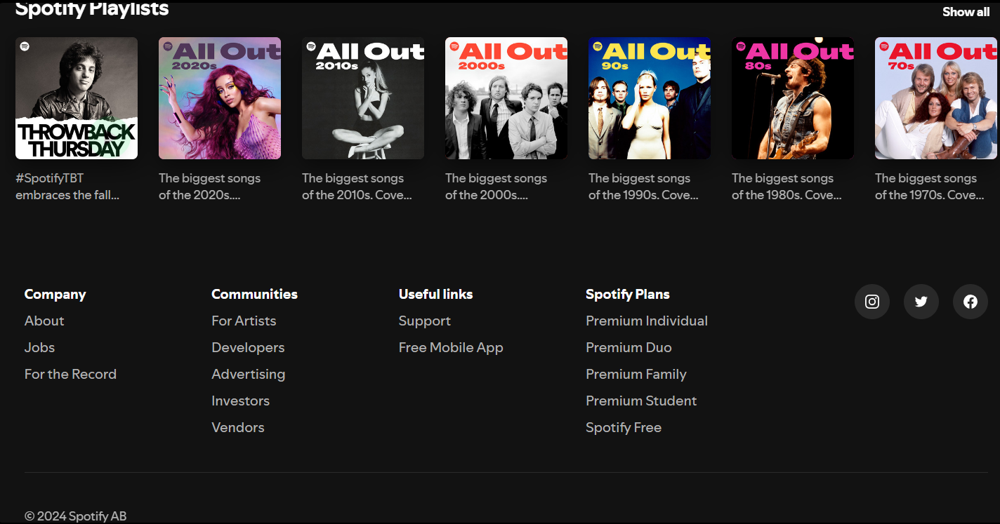 Spotify Playlists
Show all
THROWBACK
THURSDAY
All Out
2020s
All Out
2010s
All Out
2000s
All Out
90s
All Out
80s
All Out
70s
#SpotifyTBT
embraces the fall...
The biggest songs
of the 2020s....
The biggest songs
of the 2010s. Cove...
The biggest songs
of the 2000s....
The biggest songs
of the 1990s. Cove...
The biggest songs
of the 1980s. Cove...
The biggest songs
of the 1970s. Cove...
Company
About
Jobs
For the Record
Communities
For Artists
Developers
Advertising
Investors
Vendors
Useful links
Support
Free Mobile App
Spotify Plans
Premium Individual
Premium Duo
Premium Family
Premium Student
Spotify Free
© 2024 Spotify AB